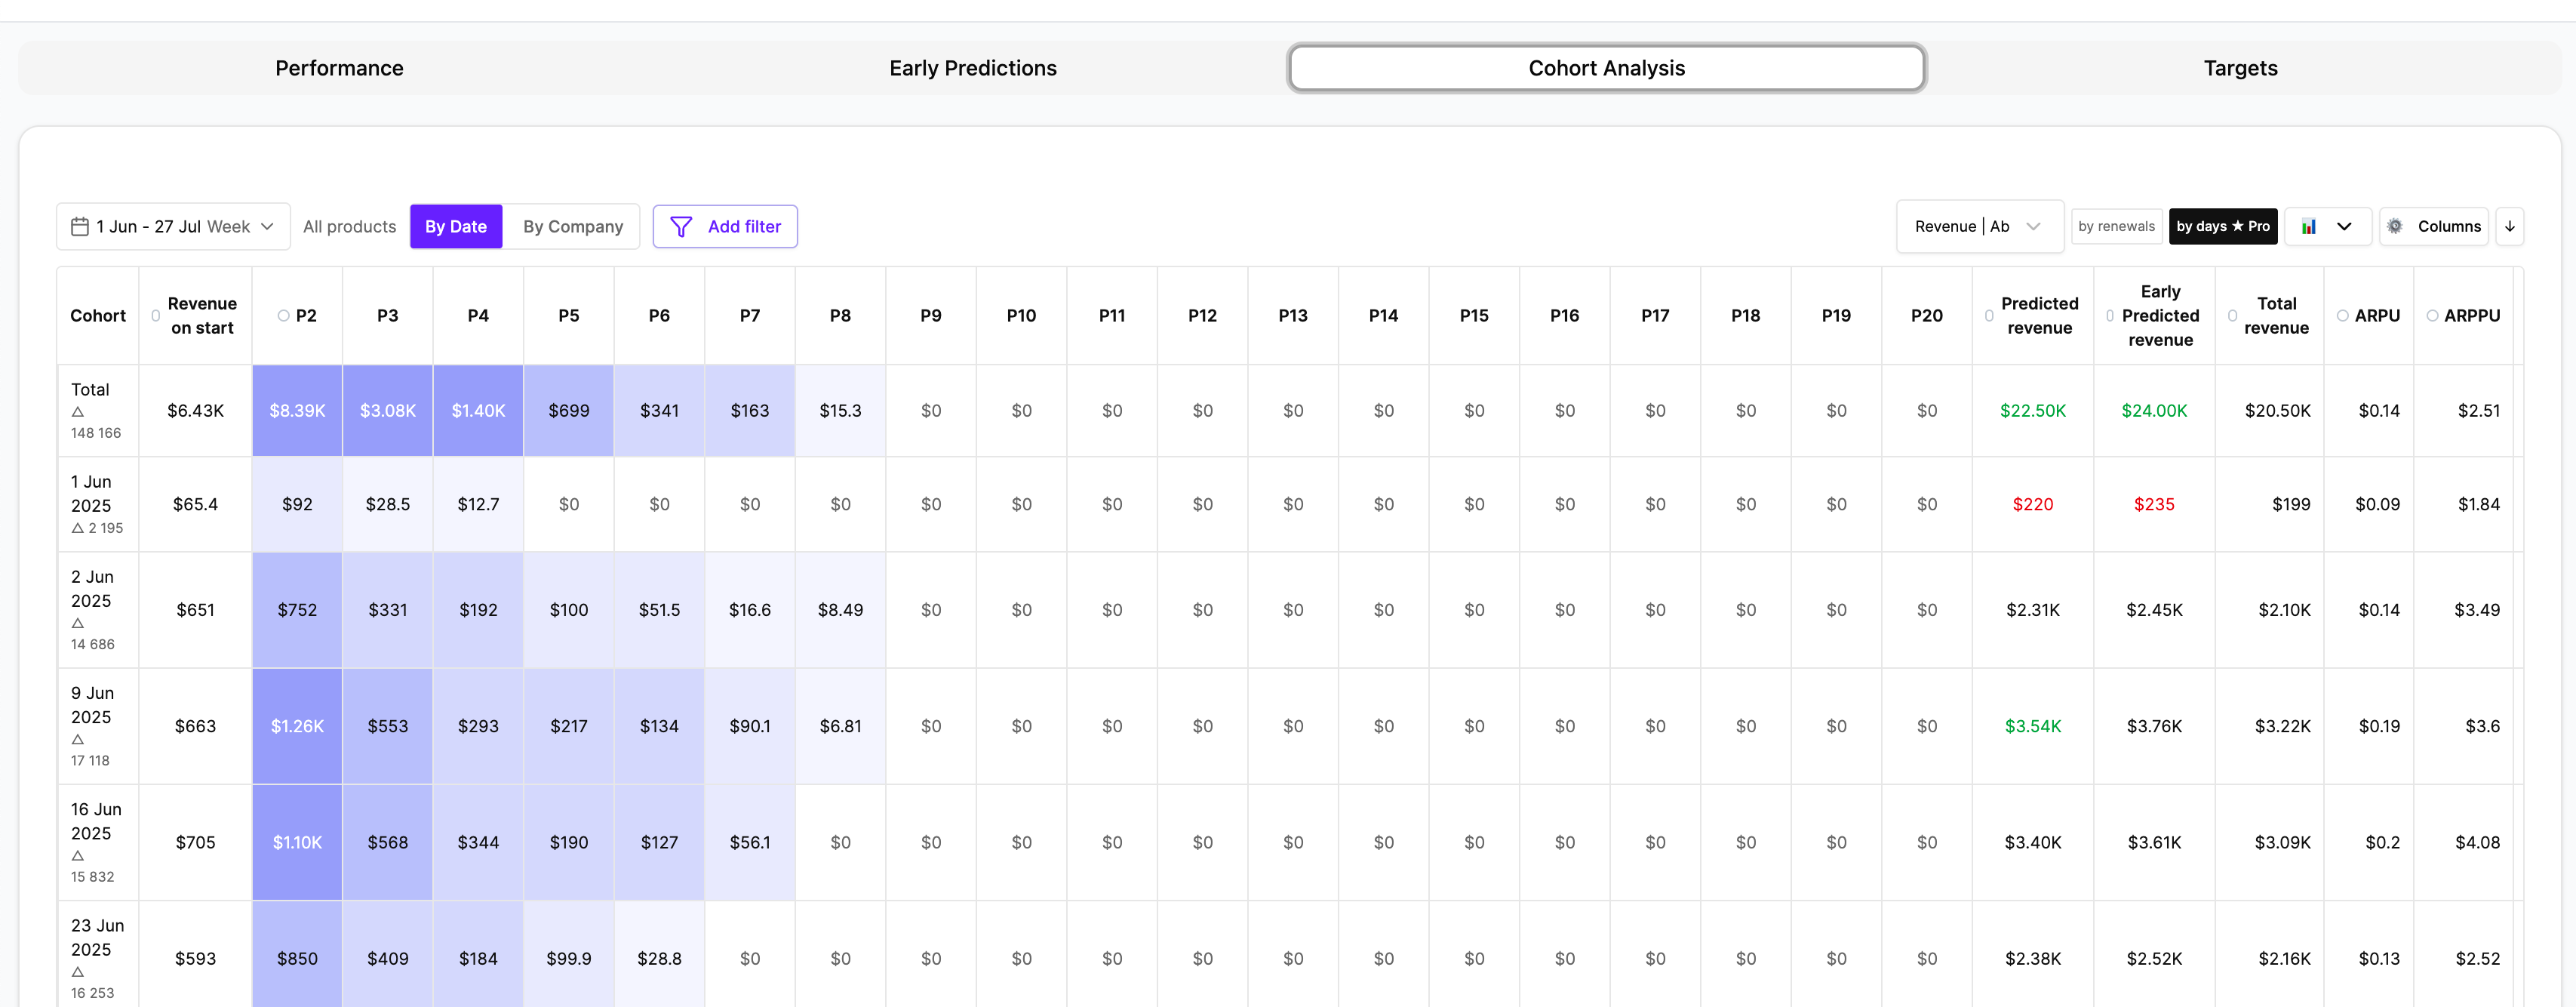 Performance Early Predictions Cohort Analysis Targets
1 Jun - 27 Jul Week All products By Date By Company Add filter Revenue | Ab by renewals by days ★ Pro Columns ↓
Cohort Revenue on start P2 P3 P4 P5 P6 P7 P8 P9 P10 P11 P12 P13 P14 P15 P16 P17 P18 P19 P20 Predicted revenue Early Predicted revenue Total revenue ARPU ARPPU
Total △ 148 166 $6.43K $8.39K $3.08K $1.40K $699 $341 $163 $15.3 $0 $0 $0 $0 $0 $0 $0 $0 $0 $0 $0 $0 $22.50K $24.00K $20.50K $0.14 $2.51
1 Jun 2025 △ 2 195 $65.4 $92 $28.5 $12.7 $0 $0 $0 $0 $0 $0 $0 $0 $0 $0 $0 $0 $0 $0 $0 $0 $220 $235 $199 $0.09 $1.84
2 Jun 2025 △ 14 686 $651 $752 $331 $192 $100 $51.5 $16.6 $8.49 $0 $0 $0 $0 $0 $0 $0 $0 $0 $0 $0 $0 $2.31K $2.45K $2.10K $0.14 $3.49
9 Jun 2025 △ 17 118 $663 $1.26K $553 $293 $217 $134 $90.1 $6.81 $0 $0 $0 $0 $0 $0 $0 $0 $0 $0 $0 $0 $3.54K $3.76K $3.22K $0.19 $3.6
16 Jun 2025 △ 15 832 $705 $1.10K $568 $344 $190 $127 $56.1 $0 $0 $0 $0 $0 $0 $0 $0 $0 $0 $0 $0 $0 $3.40K $3.61K $3.09K $0.2 $4.08
23 Jun 2025 △ 16 253 $593 $850 $409 $184 $99.9 $28.8 $0 $0 $0 $0 $0 $0 $0 $0 $0 $0 $0 $0 $0 $0 $2.38K $2.52K $2.16K $0.13 $2.52